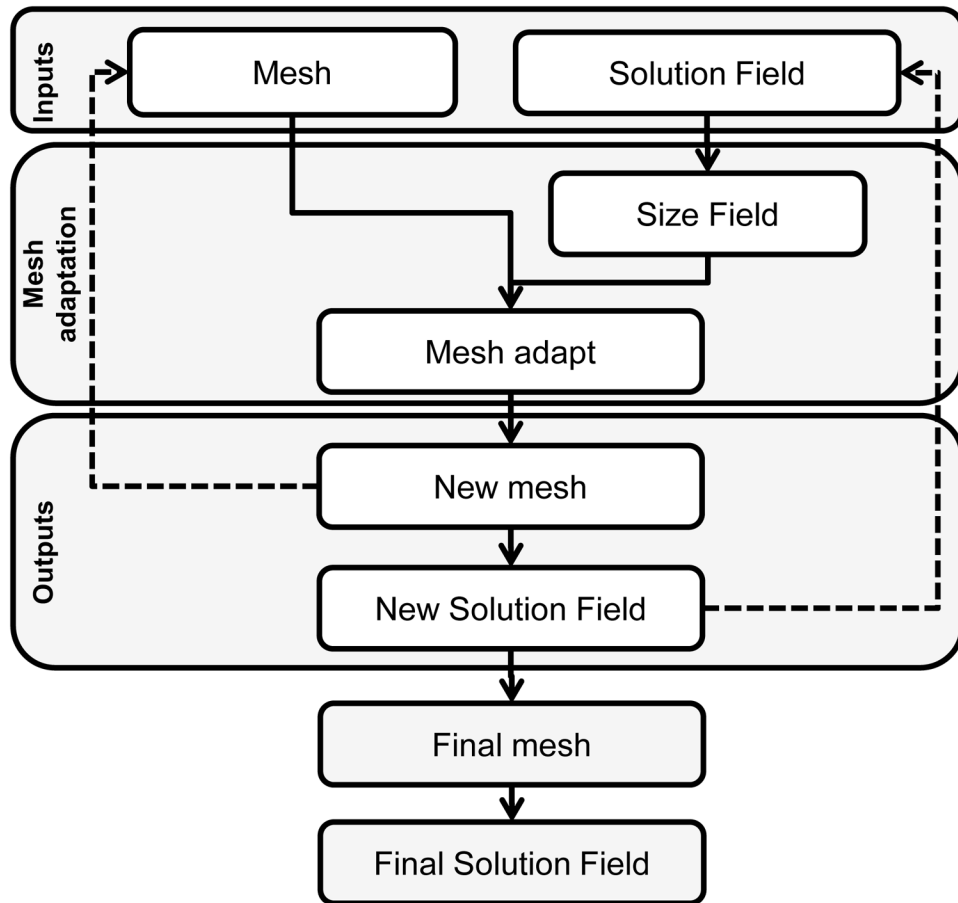 Inputs
Mesh
Solution Field
Mesh
adaptation
Size Field
Mesh adapt
Outputs
New mesh
New Solution Field
Final mesh
Final Solution Field